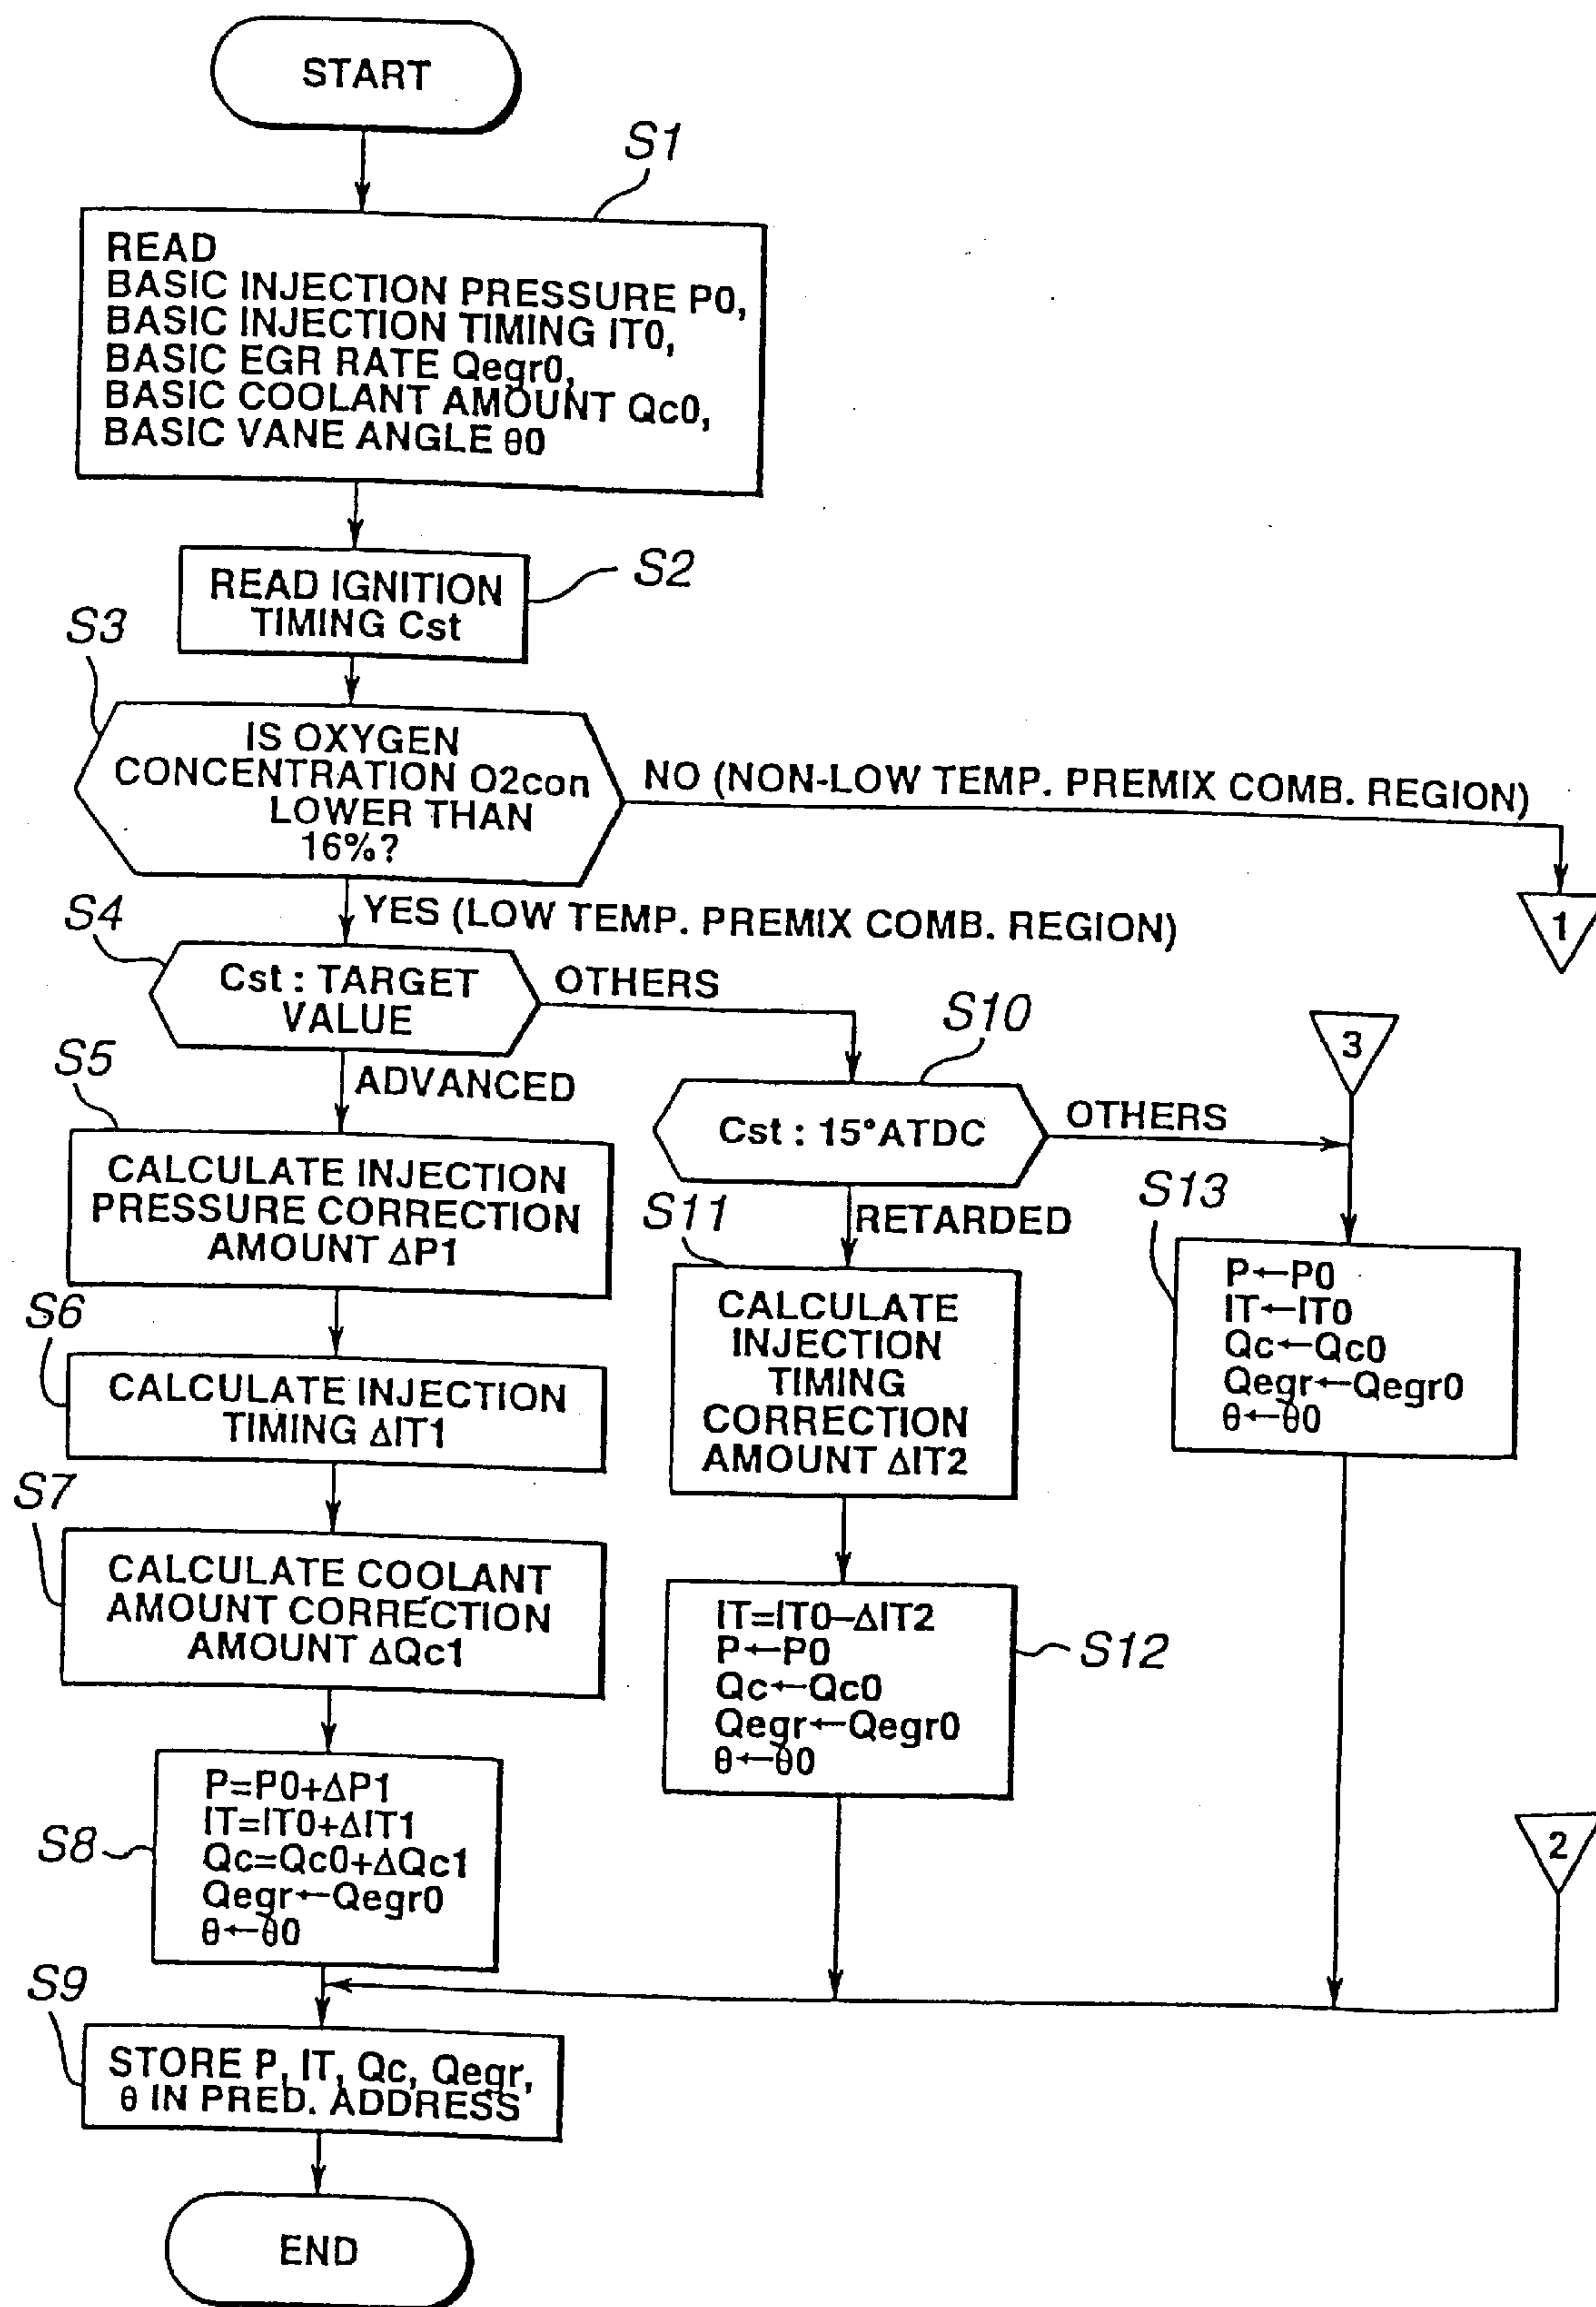 START
S1
READ
BASIC INJECTION PRESSURE P0,
BASIC INJECTION TIMING IT0,
BASIC EGR RATE Qegr0,
BASIC COOLANT AMOUNT Qc0,
BASIC VANE ANGLE θ0
S2
READ IGNITION
TIMING Cst
S3
IS OXYGEN
CONCENTRATION O2con
LOWER THAN
16%?
NO (NON-LOW TEMP. PREMIX COMB. REGION)
1
YES (LOW TEMP. PREMIX COMB. REGION)
S4
Cst : TARGET
VALUE
OTHERS
ADVANCED
S10
Cst : 15°ATDC
OTHERS
3
RETARDED
S5
CALCULATE INJECTION
PRESSURE CORRECTION
AMOUNT ΔP1
S6
CALCULATE INJECTION
TIMING ΔIT1
S7
CALCULATE COOLANT
AMOUNT CORRECTION
AMOUNT ΔQc1
S8
P=P0+ΔP1
IT=IT0+ΔIT1
Qc=Qc0+ΔQc1
Qegr←Qegr0
θ←θ0
S11
CALCULATE
INJECTION
TIMING
CORRECTION
AMOUNT ΔIT2
S12
IT=IT0−ΔIT2
P←P0
Qc←Qc0
Qegr←Qegr0
θ←θ0
S13
P←P0
IT←IT0
Qc←Qc0
Qegr←Qegr0
θ←θ0
2
S9
STORE P, IT, Qc, Qegr,
θ IN PRED. ADDRESS
END